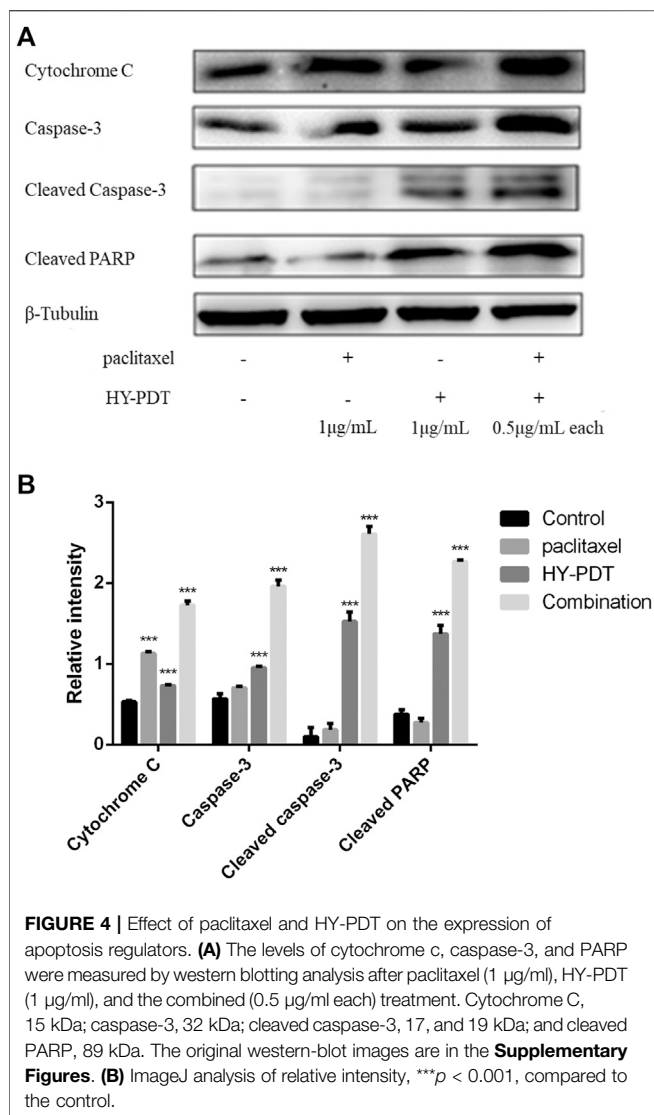 A
Cytochrome C
Caspase-3
Cleaved Caspase-3
Cleaved PARP
β-Tubulin
paclitaxel - + - +
HY-PDT - - + +
1μg/mL 1μg/mL 0.5μg/mL each
B
Relative intensity
3
2
1
0
*** *** *** *** *** *** *** *** ***
Control
paclitaxel
HY-PDT
Combination
Cytochrome C
Caspase-3
Cleaved caspase-3
Cleaved PARP
FIGURE 4 | Effect of paclitaxel and HY-PDT on the expression of
apoptosis regulators. (A) The levels of cytochrome c, caspase-3, and PARP
were measured by western blotting analysis after paclitaxel (1 μg/ml), HY-PDT
(1 μg/ml), and the combined (0.5 μg/ml each) treatment. Cytochrome C,
15 kDa; caspase-3, 32 kDa; cleaved caspase-3, 17, and 19 kDa; and cleaved
PARP, 89 kDa. The original western-blot images are in the Supplementary
Figures. (B) ImageJ analysis of relative intensity, ***p < 0.001, compared to
the control.